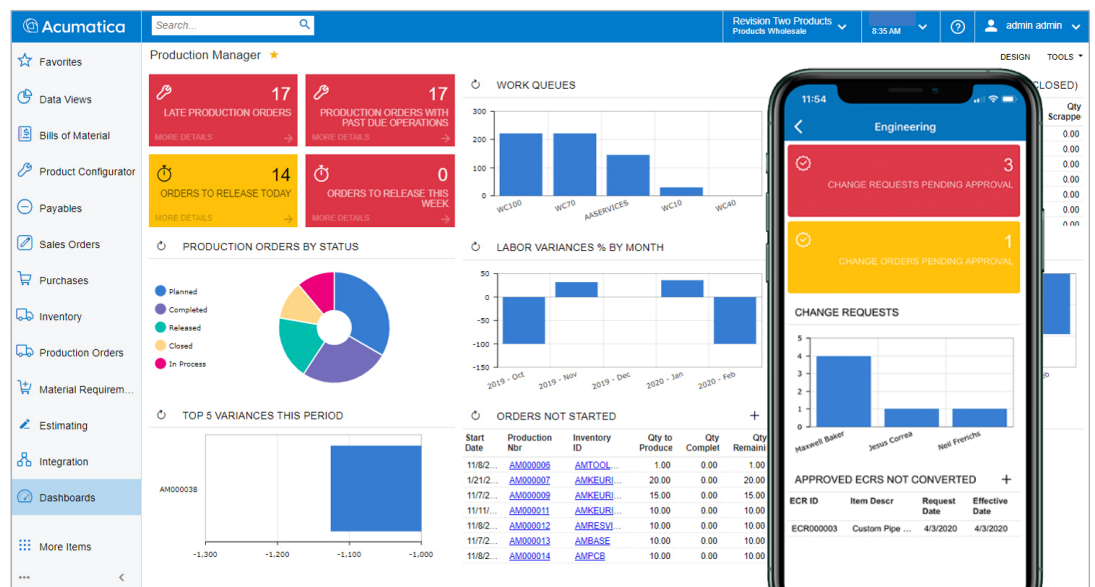 Acumatica
Search...
Revision Two Products
Products Wholesale
8:35 AM
admin admin
Favorites
Data Views
Bills of Material
Product Configurator
Payables
Sales Orders
Purchases
Inventory
Production Orders
Material Requirem...
Estimating
Integration
Dashboards
More Items
Production Manager
DESIGN TOOLS
17
LATE PRODUCTION ORDERS
MORE DETAILS
17
PRODUCTION ORDERS WITH
PAST DUE OPERATIONS
MORE DETAILS
14
ORDERS TO RELEASE TODAY
MORE DETAILS
0
ORDERS TO RELEASE THIS
WEEK
MORE DETAILS
WORK QUEUES
300
200
100
0
WC100 WC70 AASERVICES WC10 WC40
PRODUCTION ORDERS BY STATUS
Planned
Completed
Released
Closed
In Process
LABOR VARIANCES % BY MONTH
50
0
-50
-100
-150
2019 - Oct 2019 - Nov 2019 - Dec 2020 - Jan 2020 - Feb
TOP 5 VARIANCES THIS PERIOD
AM000038
-1,300 -1,200 -1,100 -1,000
ORDERS NOT STARTED +
Start Date Production Nbr Inventory ID Qty to Produce Qty Complet Qty Remaini
11/8/2... AM000006 AMTOOL... 1.00 0.00 1.00
1/21/2... AM000007 AMKEURI... 20.00 0.00 20.00
11/7/2... AM000009 AMKEURI... 15.00 0.00 15.00
11/11/... AM000011 AMKEURI... 10.00 0.00 10.00
11/8/2... AM000012 AMRESVI... 10.00 0.00 10.00
11/7/2... AM000013 AMBASE 10.00 0.00 10.00
11/8/2... AM000014 AMPCB 10.00 0.00 10.00
CLOSED)
Qty
Scrappe
0.00
0.00
0.00
0.00
0.00
0.00
0.00
11:54
Engineering
3
CHANGE REQUESTS PENDING APPROVAL
1
CHANGE ORDERS PENDING APPROVAL
CHANGE REQUESTS
5
4
3
2
1
0
Maxwell Baker Jesus Correa Neil Frerichs
APPROVED ECRS NOT CONVERTED +
ECR ID Item Descr Request Date Effective Date
ECR000003 Custom Pipe ... 4/3/2020 4/3/2020